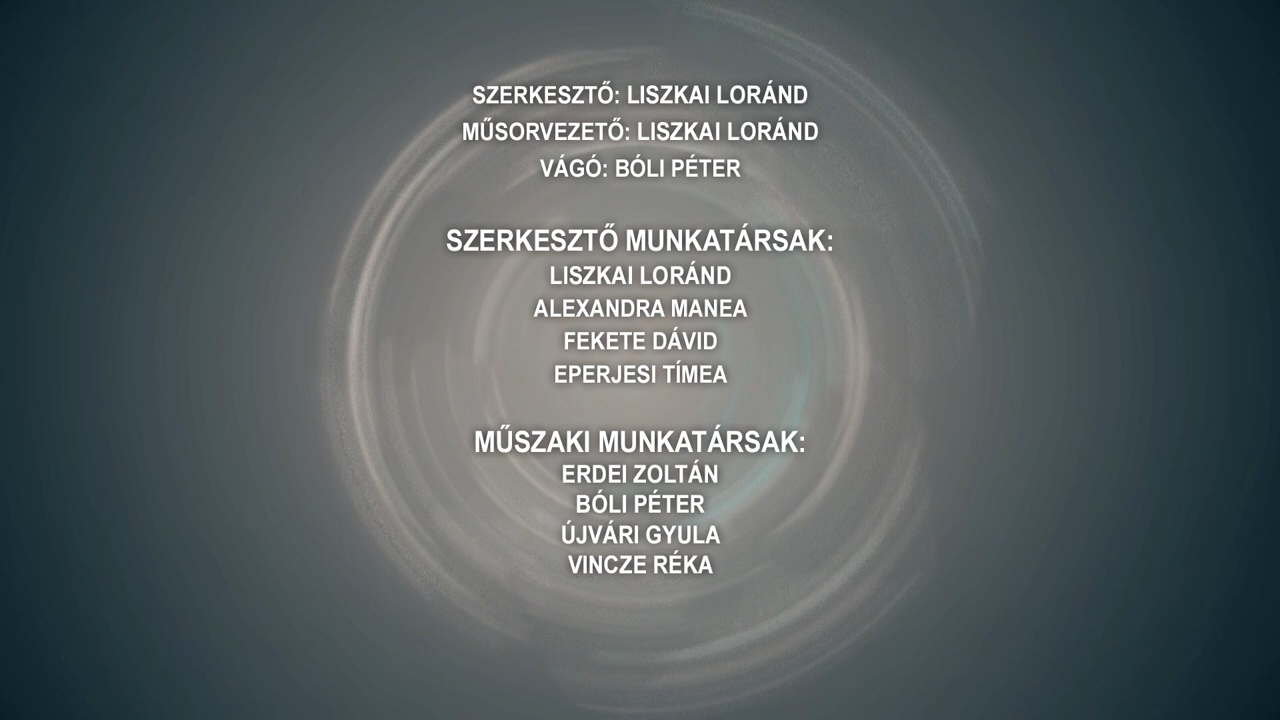 SZERKESZTŐ: LISZKAI LORÁND
MŰSORVEZETŐ: LISZKAI LORÁND
VÁGÓ: BÓLI PÉTER
SZERKESZTŐ MUNKATÁRSAK:
LISZKAI LORÁND
ALEXANDRA MANEA
FEKETE DÁVID
EPERJESI TÍMEA
MŰSZAKI MUNKATÁRSAK:
ERDEI ZOLTÁN
BÓLI PÉTER
ÚJVÁRI GYULA
VINCZE RÉKA